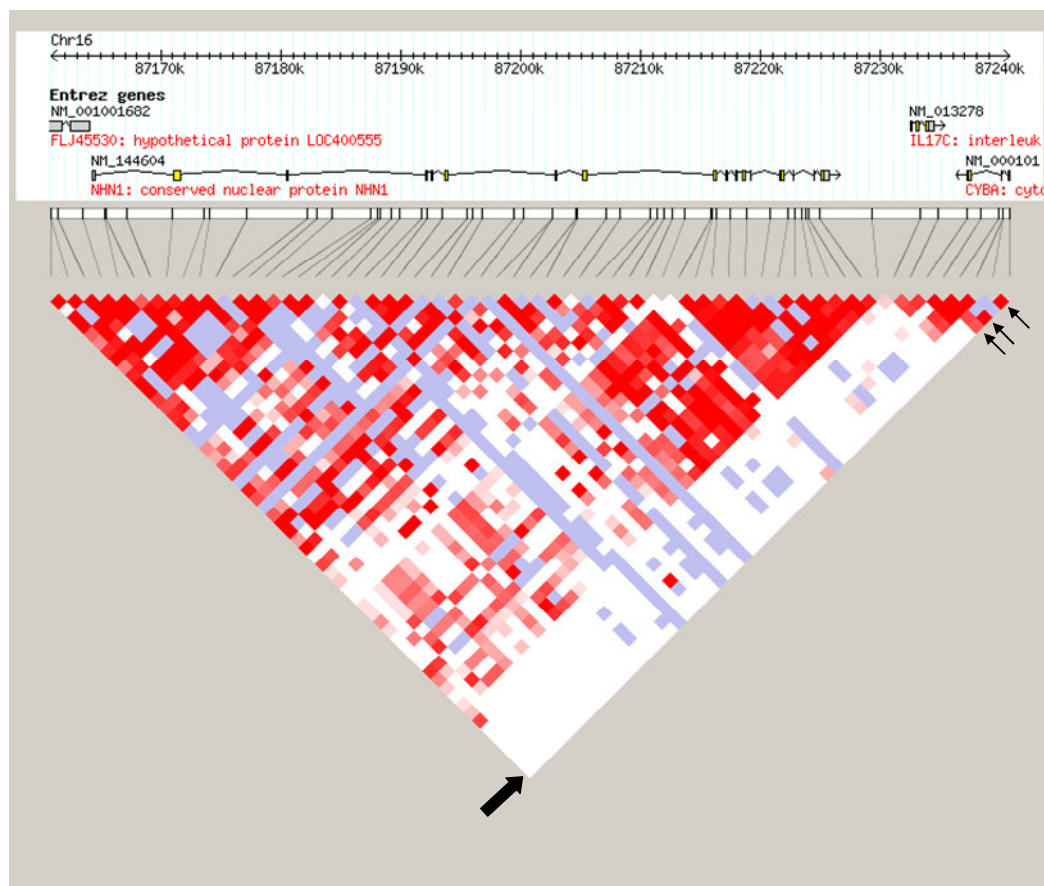 Chr16
87170k 87180k 87190k 87200k 87210k 87220k 87230k 87240k
Entrez genes
NM_001001682 NM_013278
FLJ45530: hypothetical protein LOC400555 IL17C: interleuk
NM_144604 NM_000101
NHN1: conserved nuclear protein NHN1 CYBA: cyto